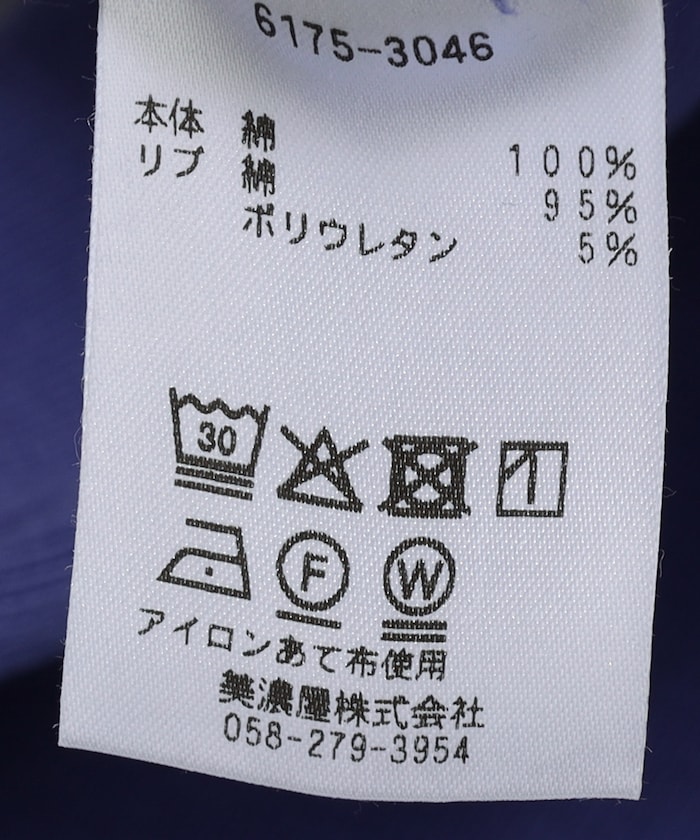 6175-3046
本体 綿 100%
リブ 綿 95%
ポリウレタン 5%
30
F W
アイロンあて布使用
美濃屋株式会社
058-279-3954